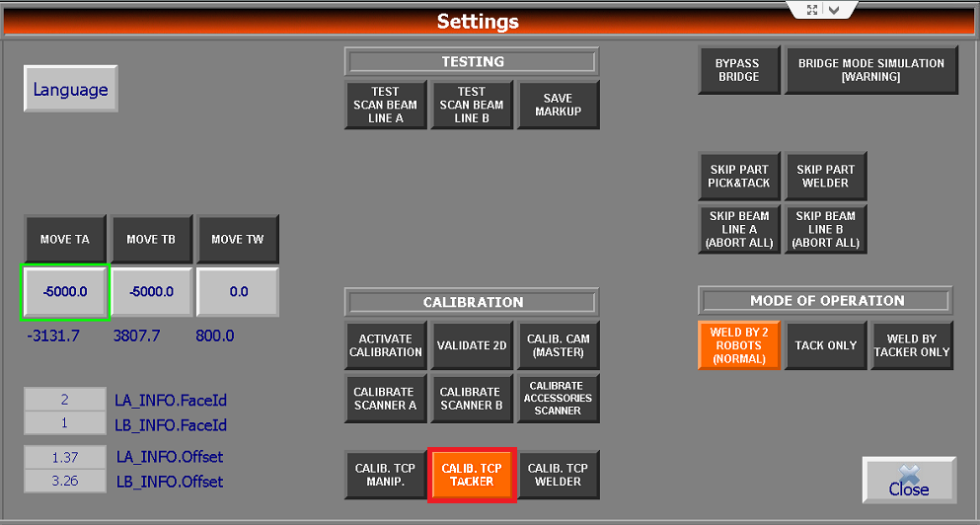 Settings
Language
TESTING
TEST
SCAN BEAM
LINE A
TEST
SCAN BEAM
LINE B
SAVE
MARKUP
BYPASS
BRIDGE
BRIDGE MODE SIMULATION
[WARNING]
SKIP PART
PICK&TACK
SKIP PART
WELDER
SKIP BEAM
LINE A
(ABORT ALL)
SKIP BEAM
LINE B
(ABORT ALL)
MOVE TA
MOVE TB
MOVE TW
-5000.0
-5000.0
0.0
-3131.7
3807.7
800.0
CALIBRATION
ACTIVATE
CALIBRATION
VALIDATE 2D
CALIB. CAM
(MASTER)
CALIBRATE
SCANNER A
CALIBRATE
SCANNER B
CALIBRATE
ACCESSORIES
SCANNER
MODE OF OPERATION
WELD BY 2
ROBOTS
(NORMAL)
TACK ONLY
WELD BY
TACKER ONLY
2
LA_INFO.FaceId
1
LB_INFO.FaceId
1.37
LA_INFO.Offset
3.26
LB_INFO.Offset
CALIB. TCP
MANIP.
CALIB. TCP
TACKER
CALIB. TCP
WELDER
Close